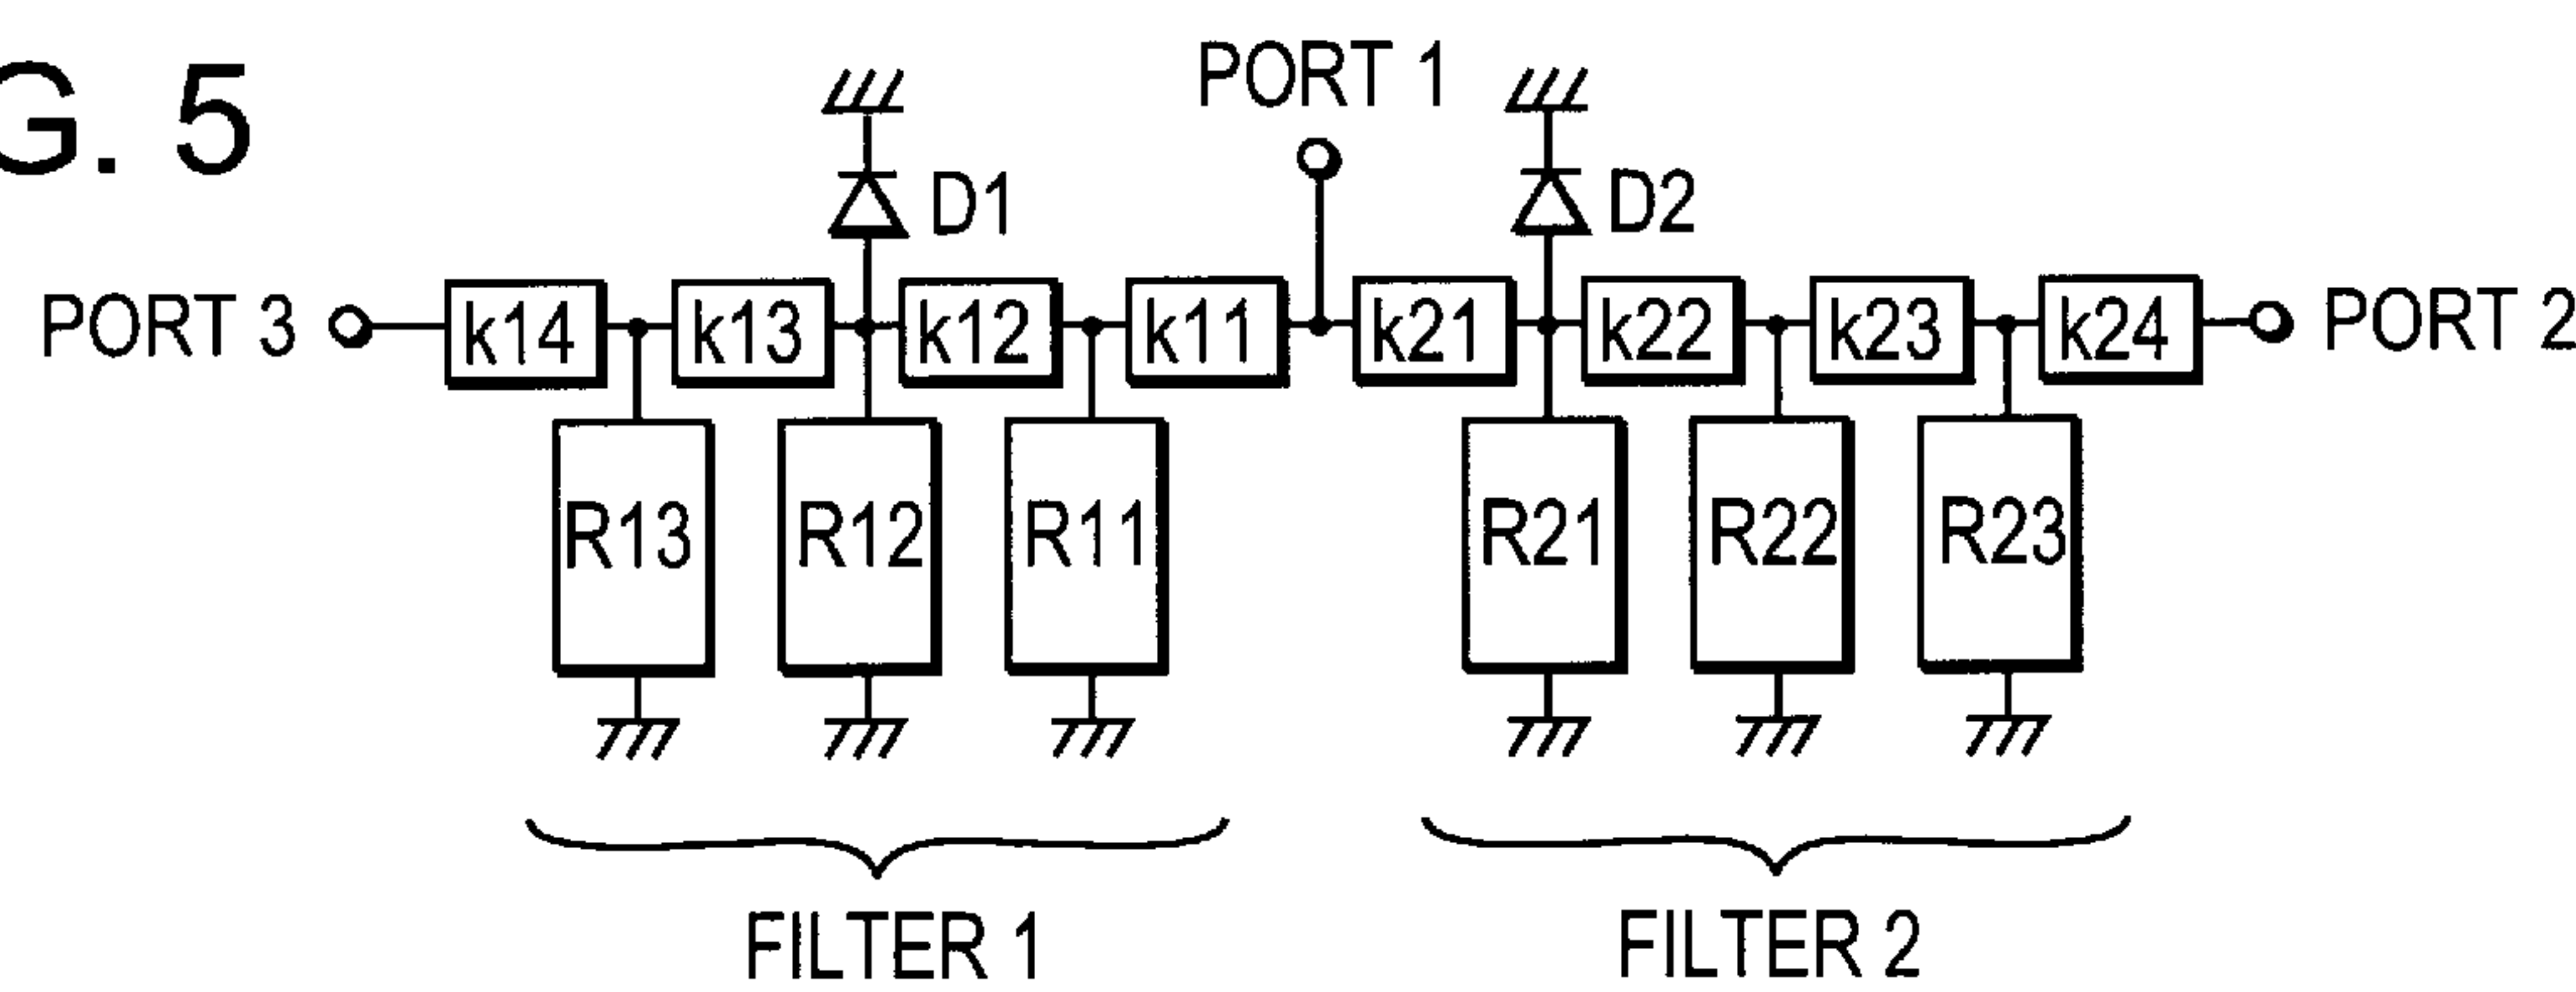 G. 5
PORT 1
D1
D2
PORT 3
k14
k13
k12
k11
k21
k22
k23
k24
PORT 2
R13
R12
R11
R21
R22
R23
FILTER 1
FILTER 2